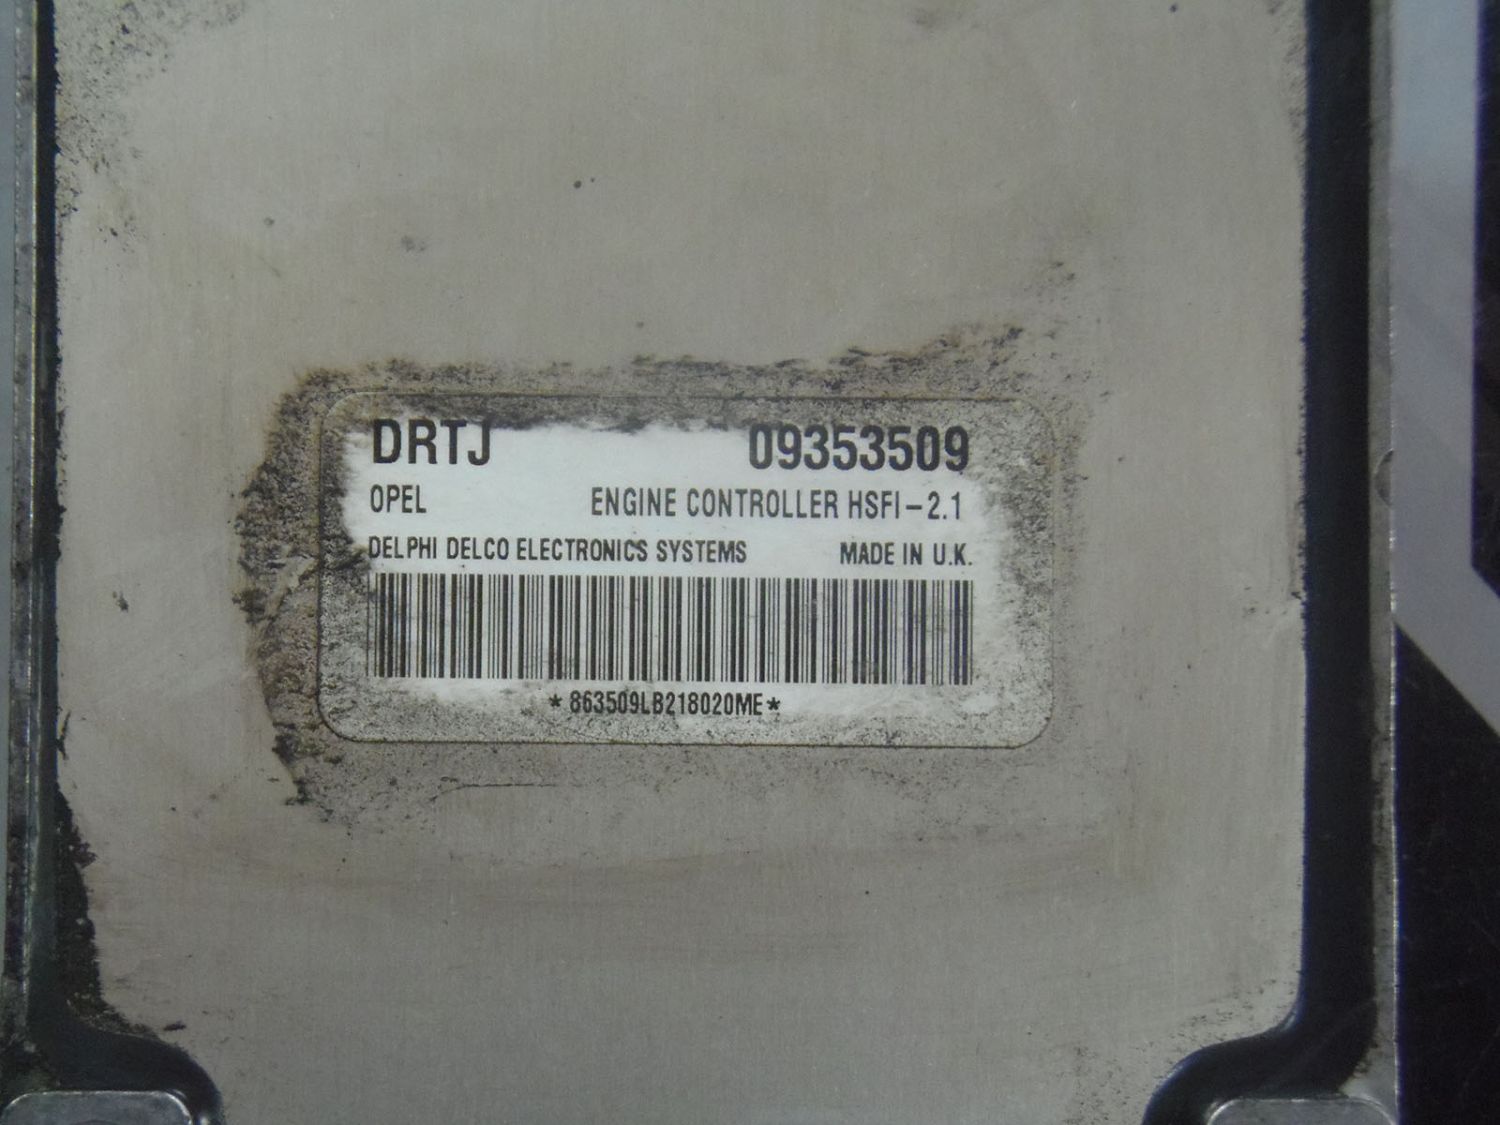 DRTJ 09353509
OPEL ENGINE CONTROLLER HSFI-2.1
DELPHI DELCO ELECTRONICS SYSTEMS MADE IN U.K.
*863509LB218020ME*